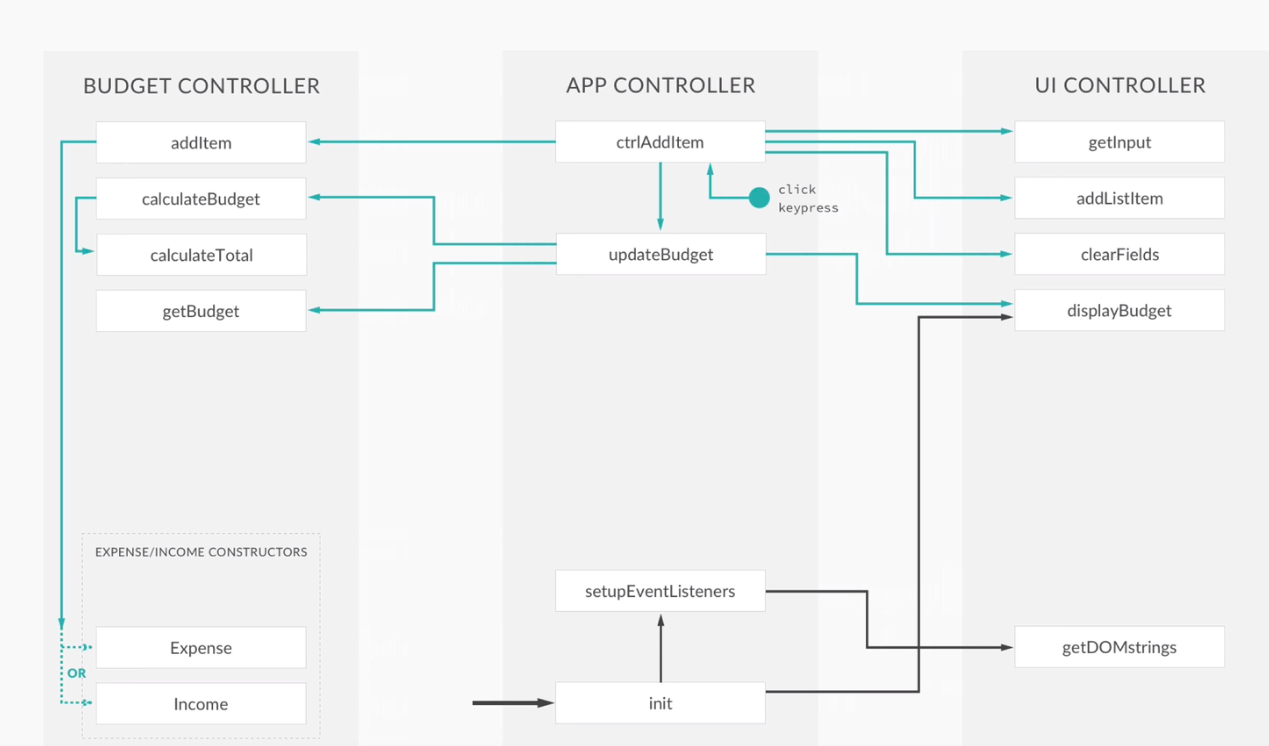 BUDGET CONTROLLER
APP CONTROLLER
UI CONTROLLER
addItem
ctrlAddItem
getInput
calculateBudget
click
keypress
addListItem
calculateTotal
updateBudget
clearFields
getBudget
displayBudget
EXPENSE/INCOME CONSTRUCTORS
setupEventListeners
Expense
getDOMstrings
OR
Income
init